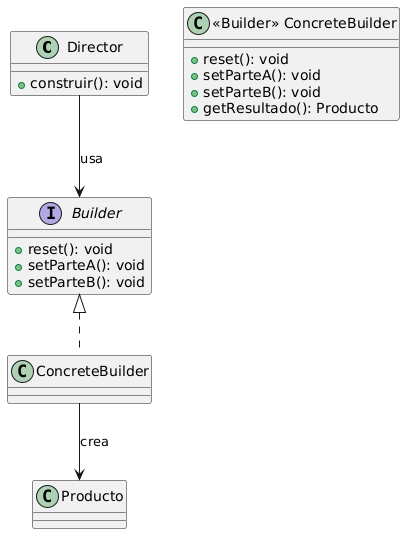 C Director
+ construir(): void
C «Builder» ConcreteBuilder
reset(): void
setParteA(): void
setParteB(): void
getResultado(): Producto
usa
I Builder
reset(): void
setParteA(): void
setParteB(): void
C ConcreteBuilder
crea
C Producto